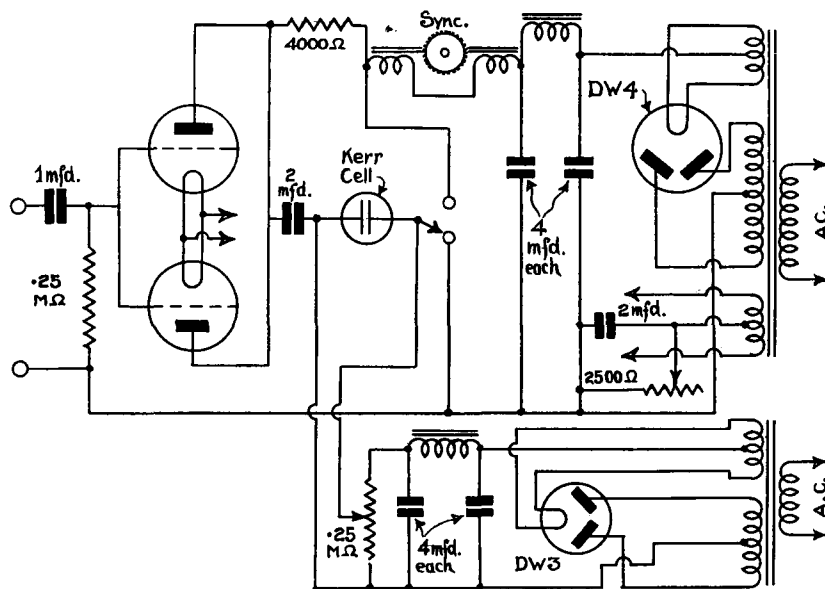 Sync.
4000Ω
DW4
Kerr
Cell
1mfd.
2
mfd.
4
mfd.
each
A.C.
.25
MΩ
2mfd.
2500Ω
.25
MΩ
4mfd.
each
DW3
A.C.